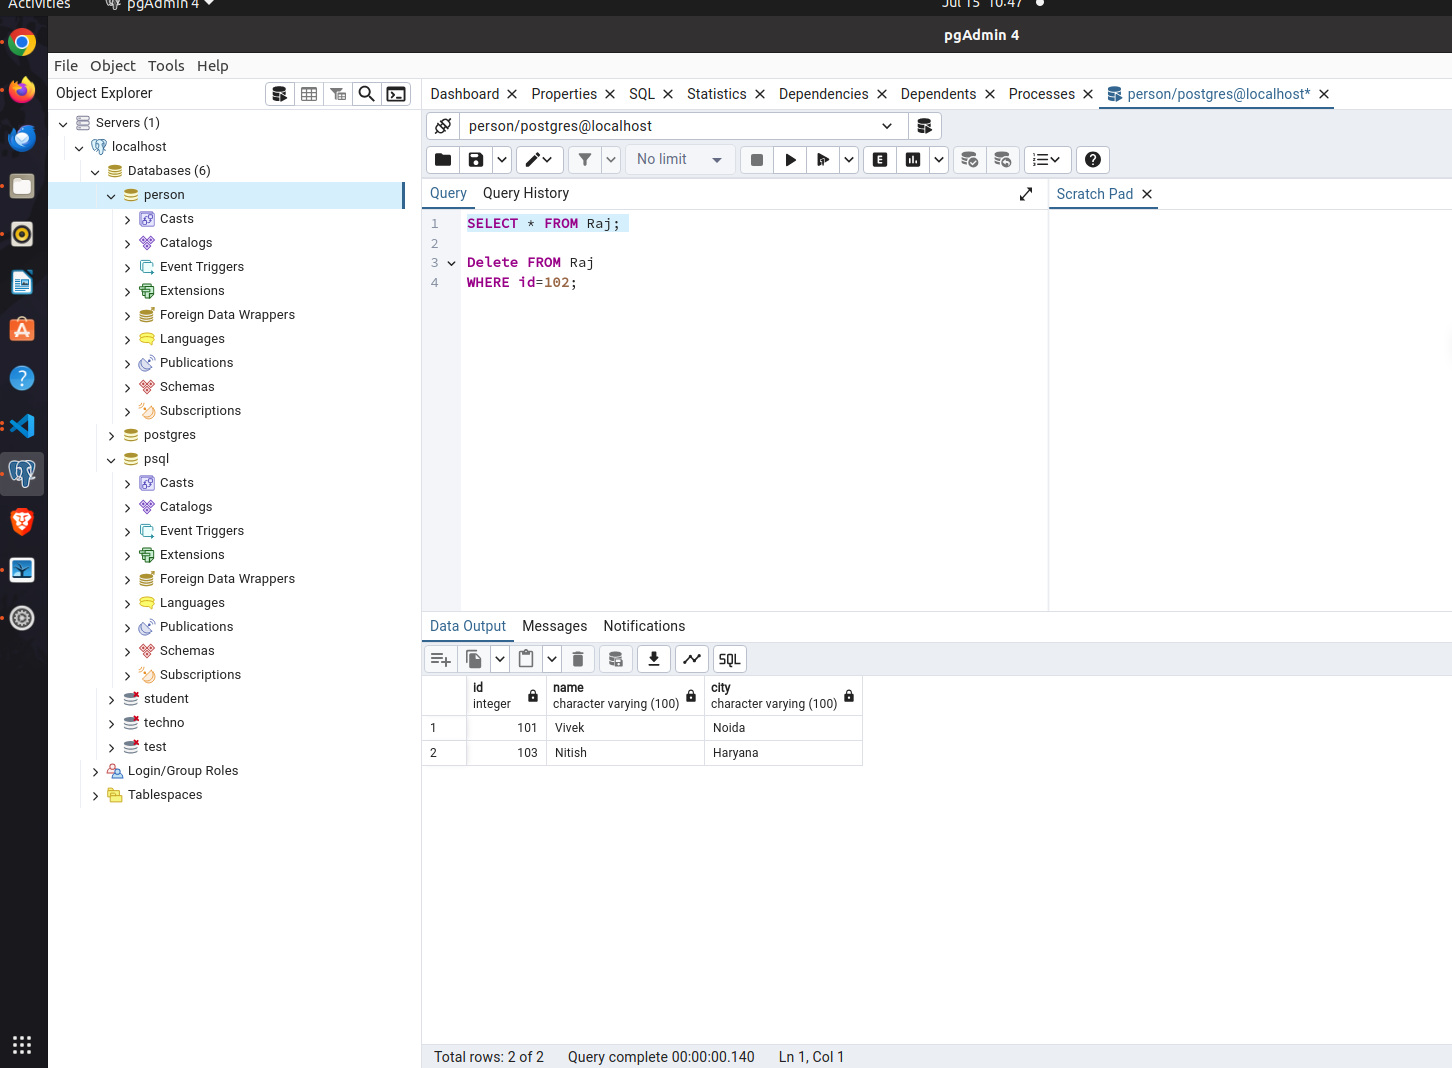 Activities pgAdmin 4 Jul 15 10:47
pgAdmin 4
File Object Tools Help
Object Explorer
Servers (1)
localhost
Databases (6)
person
Casts
Catalogs
Event Triggers
Extensions
Foreign Data Wrappers
Languages
Publications
Schemas
Subscriptions
postgres
psql
Casts
Catalogs
Event Triggers
Extensions
Foreign Data Wrappers
Languages
Publications
Schemas
Subscriptions
student
techno
test
Login/Group Roles
Tablespaces
Dashboard Properties SQL Statistics Dependencies Dependents Processes person/postgres@localhost*
person/postgres@localhost
No limit E
Query Query History
Scratch Pad
1 SELECT * FROM Raj;
2
3 Delete FROM Raj
4 WHERE id=102;
Data Output Messages Notifications
SQL
id name city
integer character varying (100) character varying (100)
1 101 Vivek Noida
2 103 Nitish Haryana
Total rows: 2 of 2 Query complete 00:00:00.140 Ln 1, Col 1